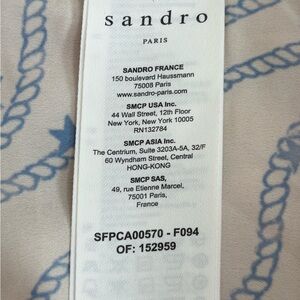 sandro
PARIS
SANDRO FRANCE
150 boulevard Haussmann
75008 Paris
www.sandro-paris.com
SMCP USA Inc.
44 Wall Street, 12th Floor
New York, New York 10005
RN132784
SMCP ASIA Inc.
The Centrium, Suite 3203A-5A, 32/F
60 Wyndham Street, Central
HONG-KONG
SMCP SAS,
49, rue Etienne Marcel,
75001 Paris,
France
SFPCA00570 - F094
OF: 152959